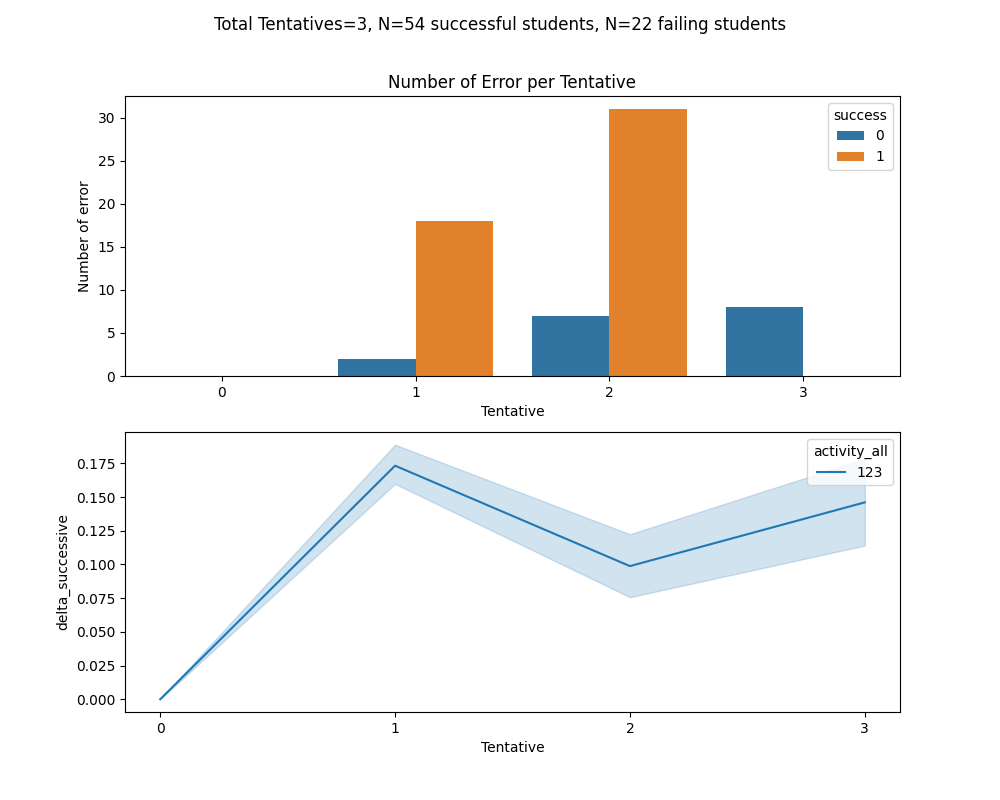 Total Tentatives=3, N=54 successful students, N=22 failing students
Number of Error per Tentative
Number of error
30
25
20
15
10
5
0
success
0
1
0 1 2 3
Tentative
delta_successive
0.175
0.150
0.125
0.100
0.075
0.050
0.025
0.000
activity_all
123
0 1 2 3
Tentative